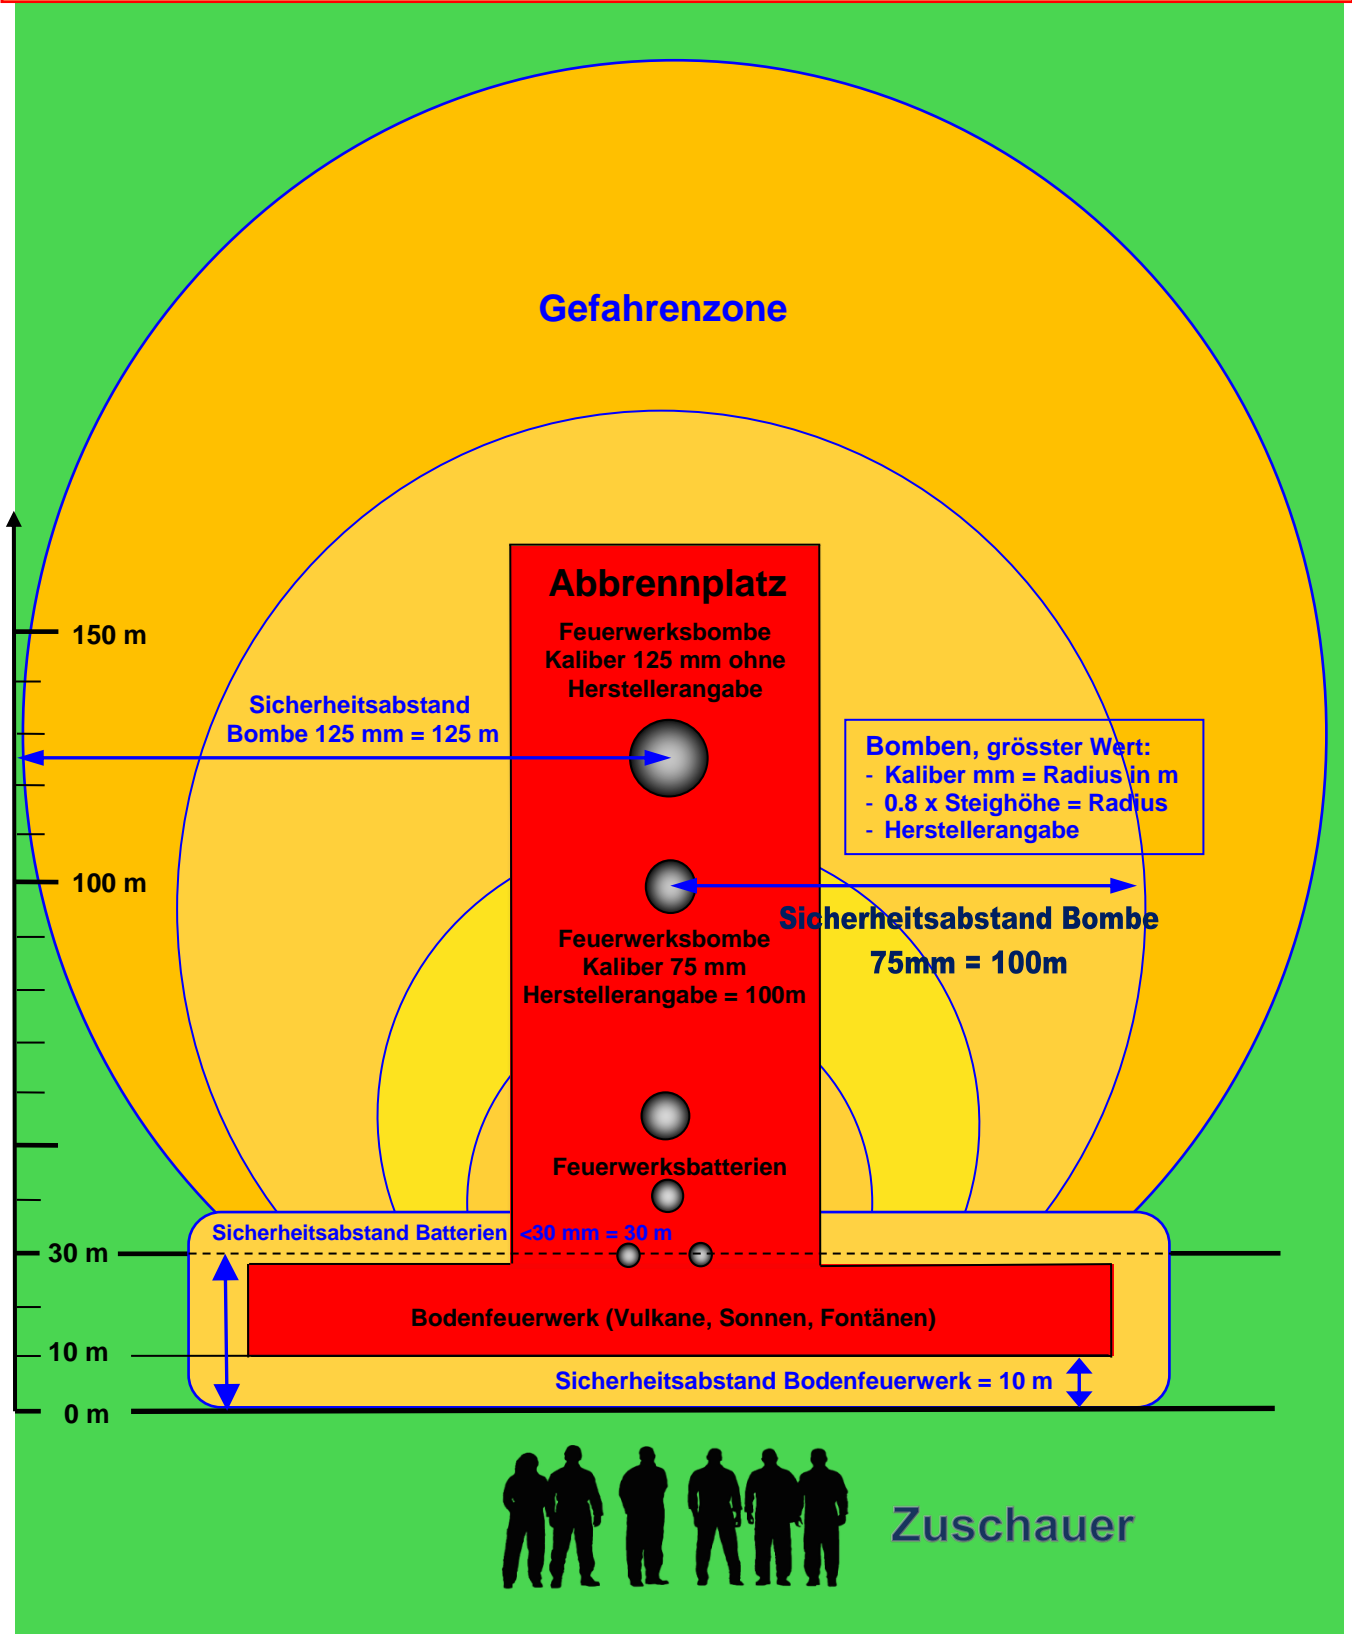 Gefahrenzone
Abbrennplatz
Feuerwerksbombe
Kaliber 125 mm ohne
Herstellerangabe
150 m
Sicherheitsabstand
Bombe 125 mm = 125 m
Bomben, grösster Wert:
- Kaliber mm = Radius in m
- 0.8 x Steighöhe = Radius
- Herstellerangabe
100 m
Sicherheitsabstand Bombe
75mm = 100m
Feuerwerksbombe
Kaliber 75 mm
Herstellerangabe = 100m
Feuerwerksbatterien
Sicherheitsabstand Batterien <30 mm = 30 m
30 m
Bodenfeuerwerk (Vulkane, Sonnen, Fontänen)
10 m
Sicherheitsabstand Bodenfeuerwerk = 10 m
0 m
Zuschauer